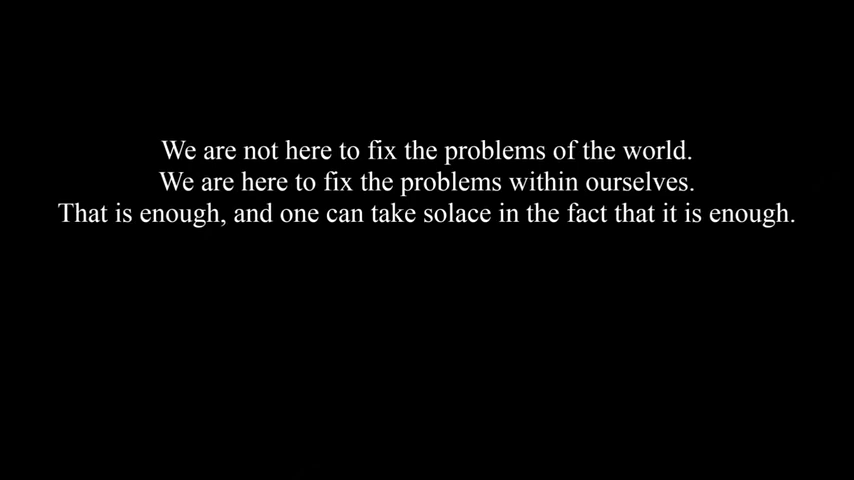 We are not here to fix the problems of the world.
We are here to fix the problems within ourselves.
That is enough, and one can take solace in the fact that it is enough.